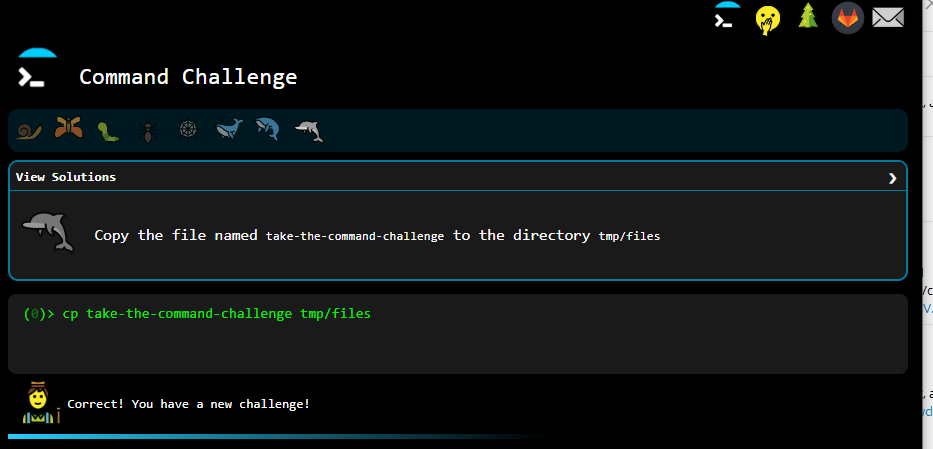 Command Challenge
View Solutions
Copy the file named take-the-command-challenge to the directory tmp/files
(0)> cp take-the-command-challenge tmp/files
Correct! You have a new challenge!